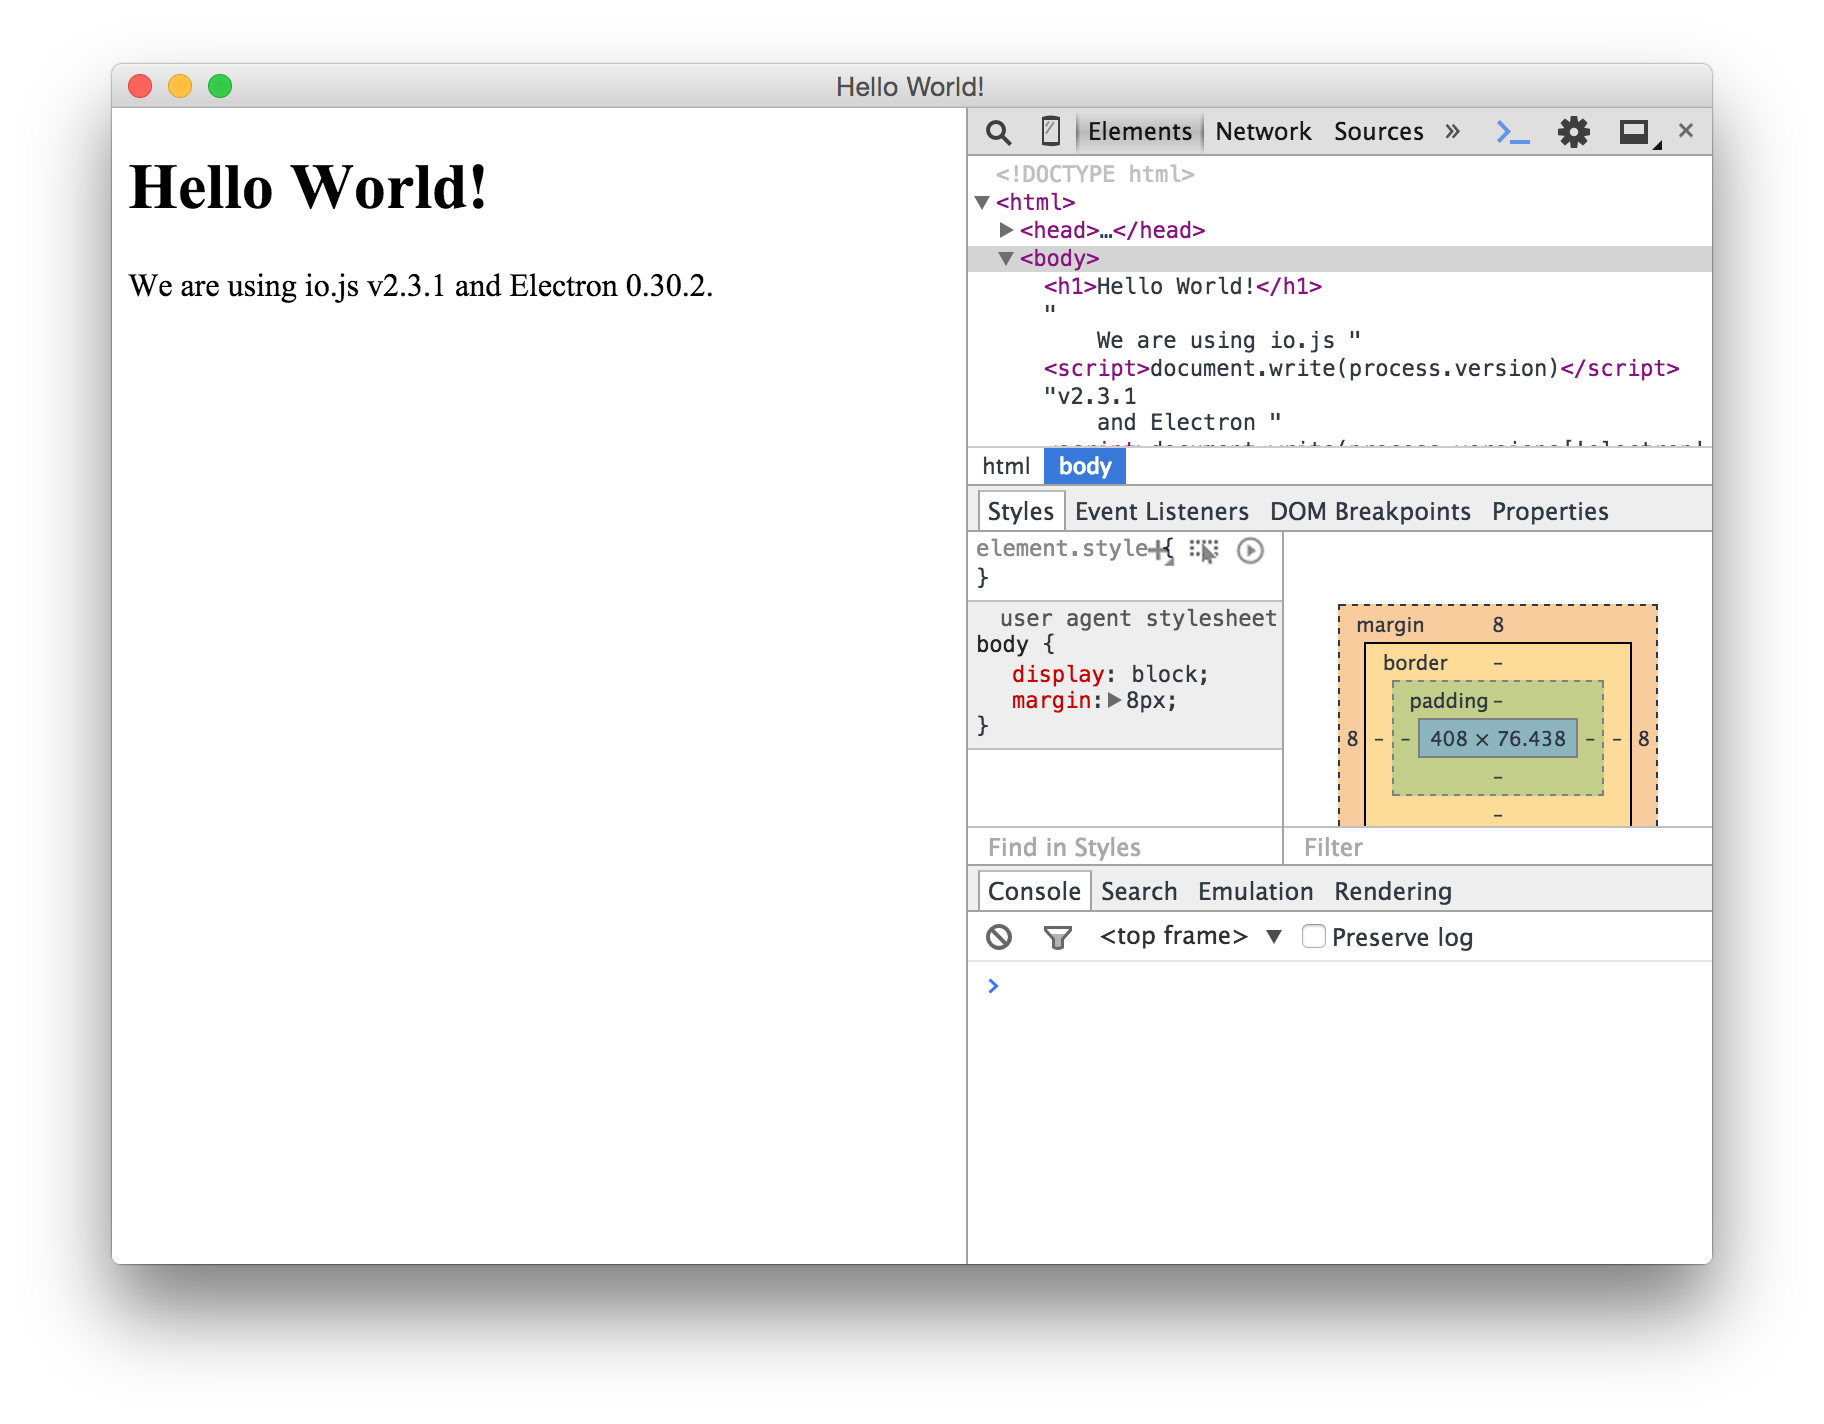 Hello World!
Hello World!
We are using io.js v2.3.1 and Electron 0.30.2.
Elements Network Sources »
<!DOCTYPE html>
<html>
<head>…</head>
<body>
<h1>Hello World!</h1>
"
We are using io.js "
<script>document.write(process.version)</script>
"v2.3.1
and Electron "
html body
Styles Event Listeners DOM Breakpoints Properties
element.style {
}
user agent stylesheet
body {
display: block;
margin: 8px;
}
margin 8
border –
padding –
8 – – 408 × 76.438 – – 8
–
–
Find in Styles Filter
Console Search Emulation Rendering
<top frame> Preserve log